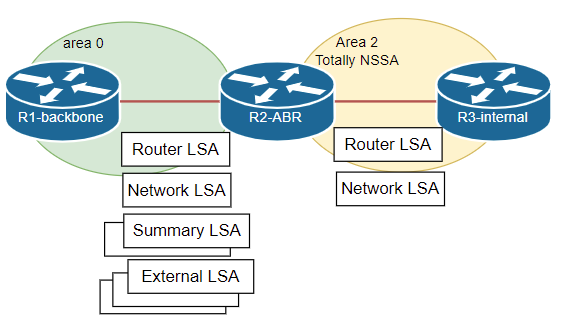 area 0
Area 2
Totally NSSA
R1-backbone
R2-ABR
R3-internal
Router LSA
Network LSA
Summary LSA
External LSA
Router LSA
Network LSA